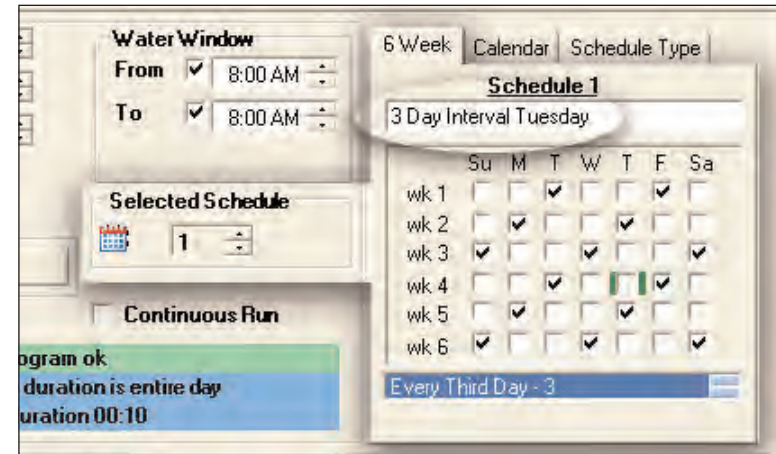 Water Window
From 8:00 AM
To 8:00 AM
Selected Schedule
1
Continuous Run
ogram ok
duration is entire day
uration 00:10
6 Week Calendar Schedule Type
Schedule 1
3 Day Interval Tuesday
Su M T W T F Sa
wk 1
wk 2
wk 3
wk 4
wk 5
wk 6
Every Third Day - 3